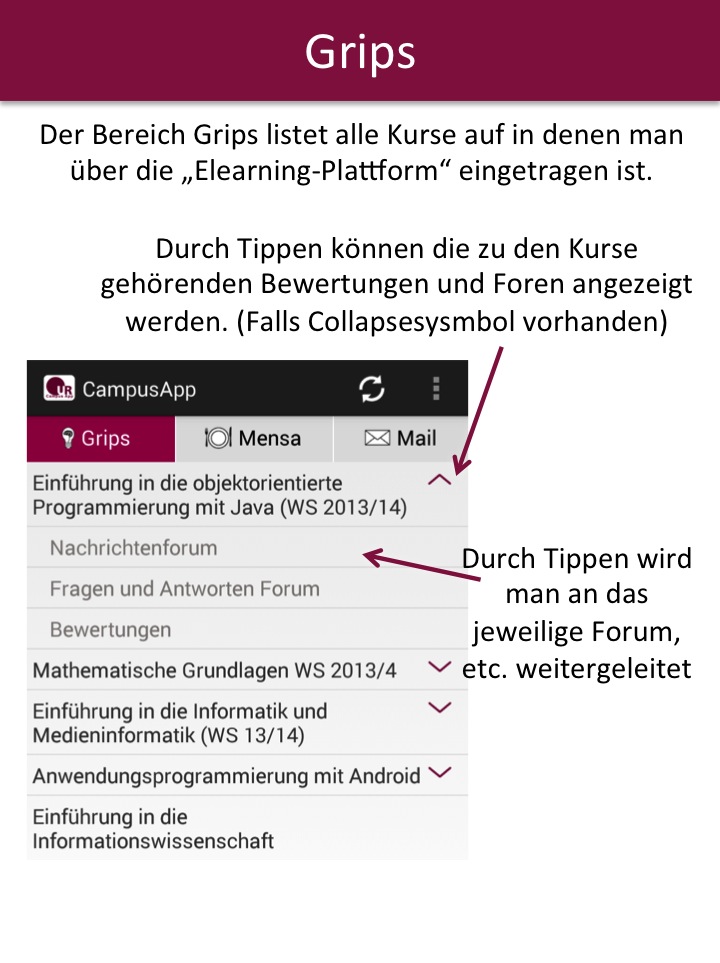 Grips
Der Bereich Grips listet alle Kurse auf in denen man
über die „Elearning-Plattform“ eingetragen ist.
Durch Tippen können die zu den Kurse
gehörenden Bewertungen und Foren angezeigt
werden. (Falls Collapsesysmbol vorhanden)
UR CampusApp
Grips Mensa Mail
Einführung in die objektorientierte
Programmierung mit Java (WS 2013/14)
Nachrichtenforum
Fragen und Antworten Forum
Bewertungen
Mathematische Grundlagen WS 2013/4
Einführung in die Informatik und
Medieninformatik (WS 13/14)
Anwendungsprogrammierung mit Android
Einführung in die
Informationswissenschaft
Durch Tippen wird
man an das
jeweilige Forum,
etc. weitergeleitet